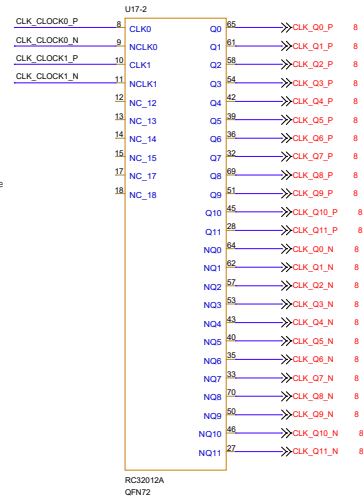 U17-2
CLK_CLOCK0_P 8 CLK0 Q0 65 CLK_Q0_P 8
CLK_CLOCK0_N 9 NCLK0 Q1 61 CLK_Q1_P 8
CLK_CLOCK1_P 10 CLK1 Q2 58 CLK_Q2_P 8
CLK_CLOCK1_N 11 NCLK1 Q3 54 CLK_Q3_P 8
12 NC_12 Q4 42 CLK_Q4_P 8
13 NC_13 Q5 39 CLK_Q5_P 8
14 NC_14 Q6 36 CLK_Q6_P 8
15 NC_15 Q7 32 CLK_Q7_P 8
17 NC_17 Q8 69 CLK_Q8_P 8
e 18 NC_18 Q9 51 CLK_Q9_P 8
Q10 45 CLK_Q10_P 8
Q11 28 CLK_Q11_P 8
NQ0 64 CLK_Q0_N 8
NQ1 62 CLK_Q1_N 8
NQ2 57 CLK_Q2_N 8
NQ3 53 CLK_Q3_N 8
NQ4 43 CLK_Q4_N 8
NQ5 40 CLK_Q5_N 8
NQ6 35 CLK_Q6_N 8
NQ7 33 CLK_Q7_N 8
NQ8 70 CLK_Q8_N 8
NQ9 50 CLK_Q9_N 8
NQ10 46 CLK_Q10_N 8
NQ11 27 CLK_Q11_N 8
RC32012A
QFN72